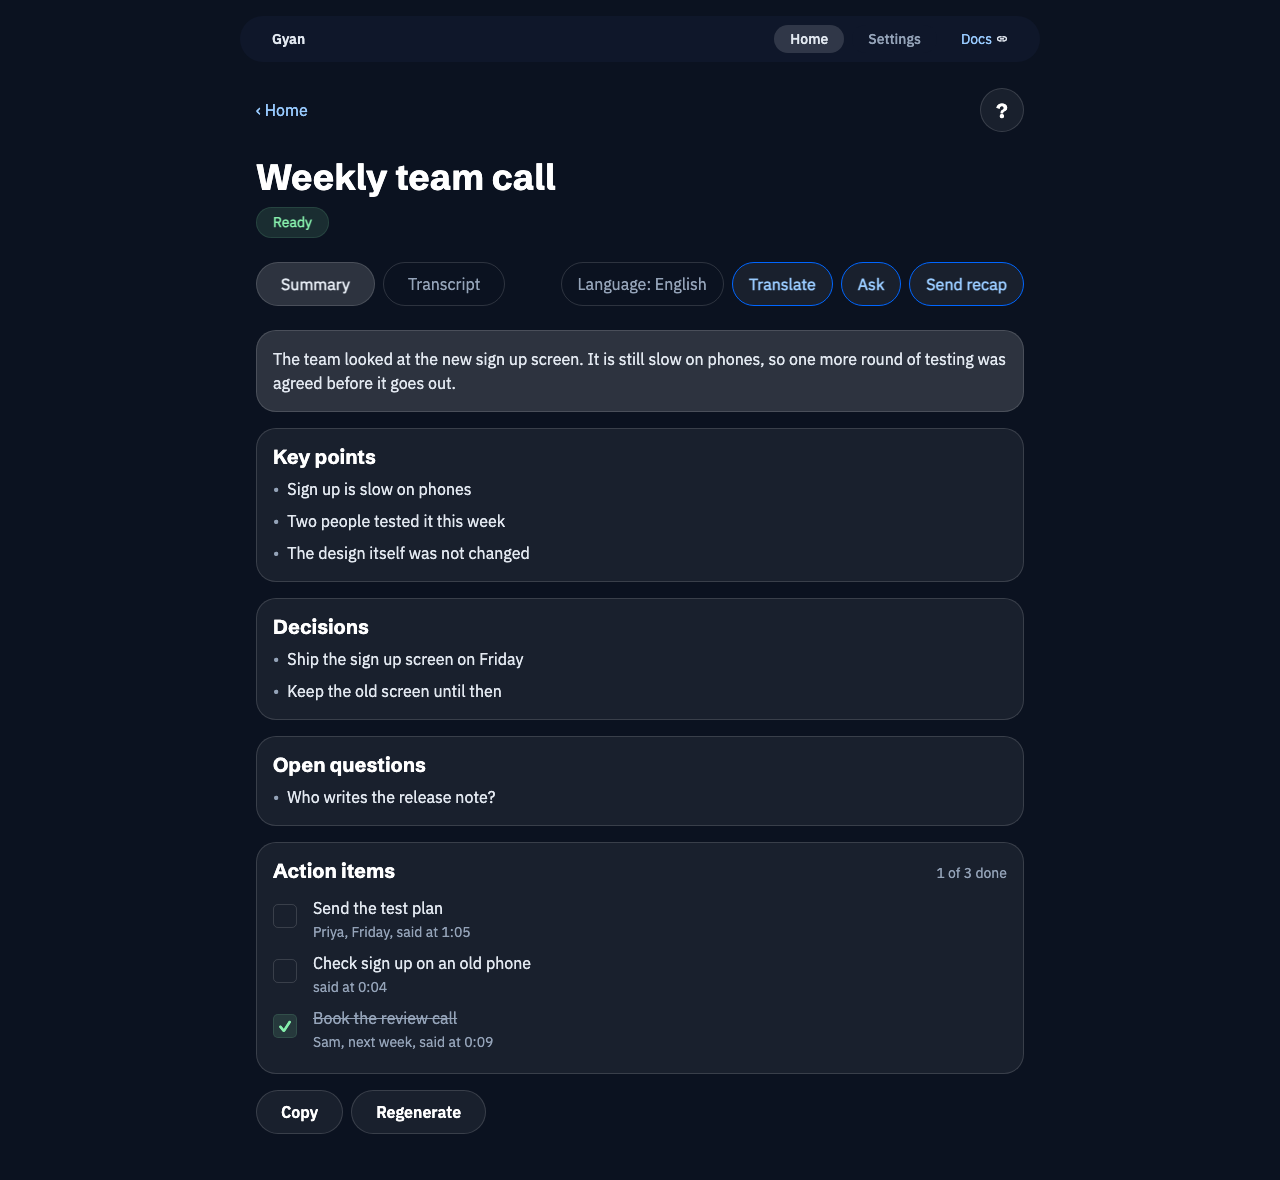 Gyan
Home
Settings
Docs
‹ Home
?
Weekly team call
Ready
Summary
Transcript
Language: English
Translate
Ask
Send recap
The team looked at the new sign up screen. It is still slow on phones, so one more round of testing was
agreed before it goes out.
Key points
• Sign up is slow on phones
• Two people tested it this week
• The design itself was not changed
Decisions
• Ship the sign up screen on Friday
• Keep the old screen until then
Open questions
• Who writes the release note?
Action items
1 of 3 done
Send the test plan
Priya, Friday, said at 1:05
Check sign up on an old phone
said at 0:04
Book the review call
Sam, next week, said at 0:09
Copy
Regenerate